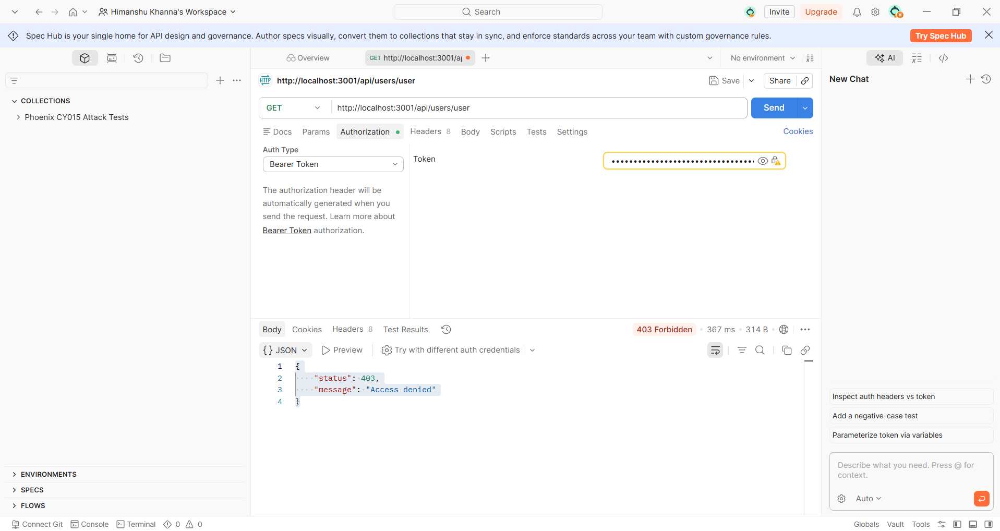 Himanshu Khanna's Workspace
Search
Invite
Upgrade
H
Spec Hub is your single home for API design and governance. Author specs visually, convert them to collections that stay in sync, and enforce standards across your team with custom governance rules.
Try Spec Hub
Overview
GET http://localhost:3001/a
No environment
AI
HTTP http://localhost:3001/api/users/user
Save
Share
New Chat
COLLECTIONS
Phoenix CY015 Attack Tests
GET
http://localhost:3001/api/users/user
Send
Docs
Params
Authorization
Headers 8
Body
Scripts
Tests
Settings
Cookies
Auth Type
Bearer Token
Token
The authorization header will be
automatically generated when you
send the request. Learn more about
Bearer Token authorization.
Body
Cookies
Headers 8
Test Results
403 Forbidden
367 ms
314 B
{} JSON
Preview
Try with different auth credentials
1 {
2 "status": 403,
3 "message": "Access denied"
4 }
Inspect auth headers vs token
Add a negative-case test
Parameterize token via variables
Describe what you need. Press @ for
context.
Auto
ENVIRONMENTS
SPECS
FLOWS
Connect Git
Console
Terminal
0
0
Globals
Vault
Tools